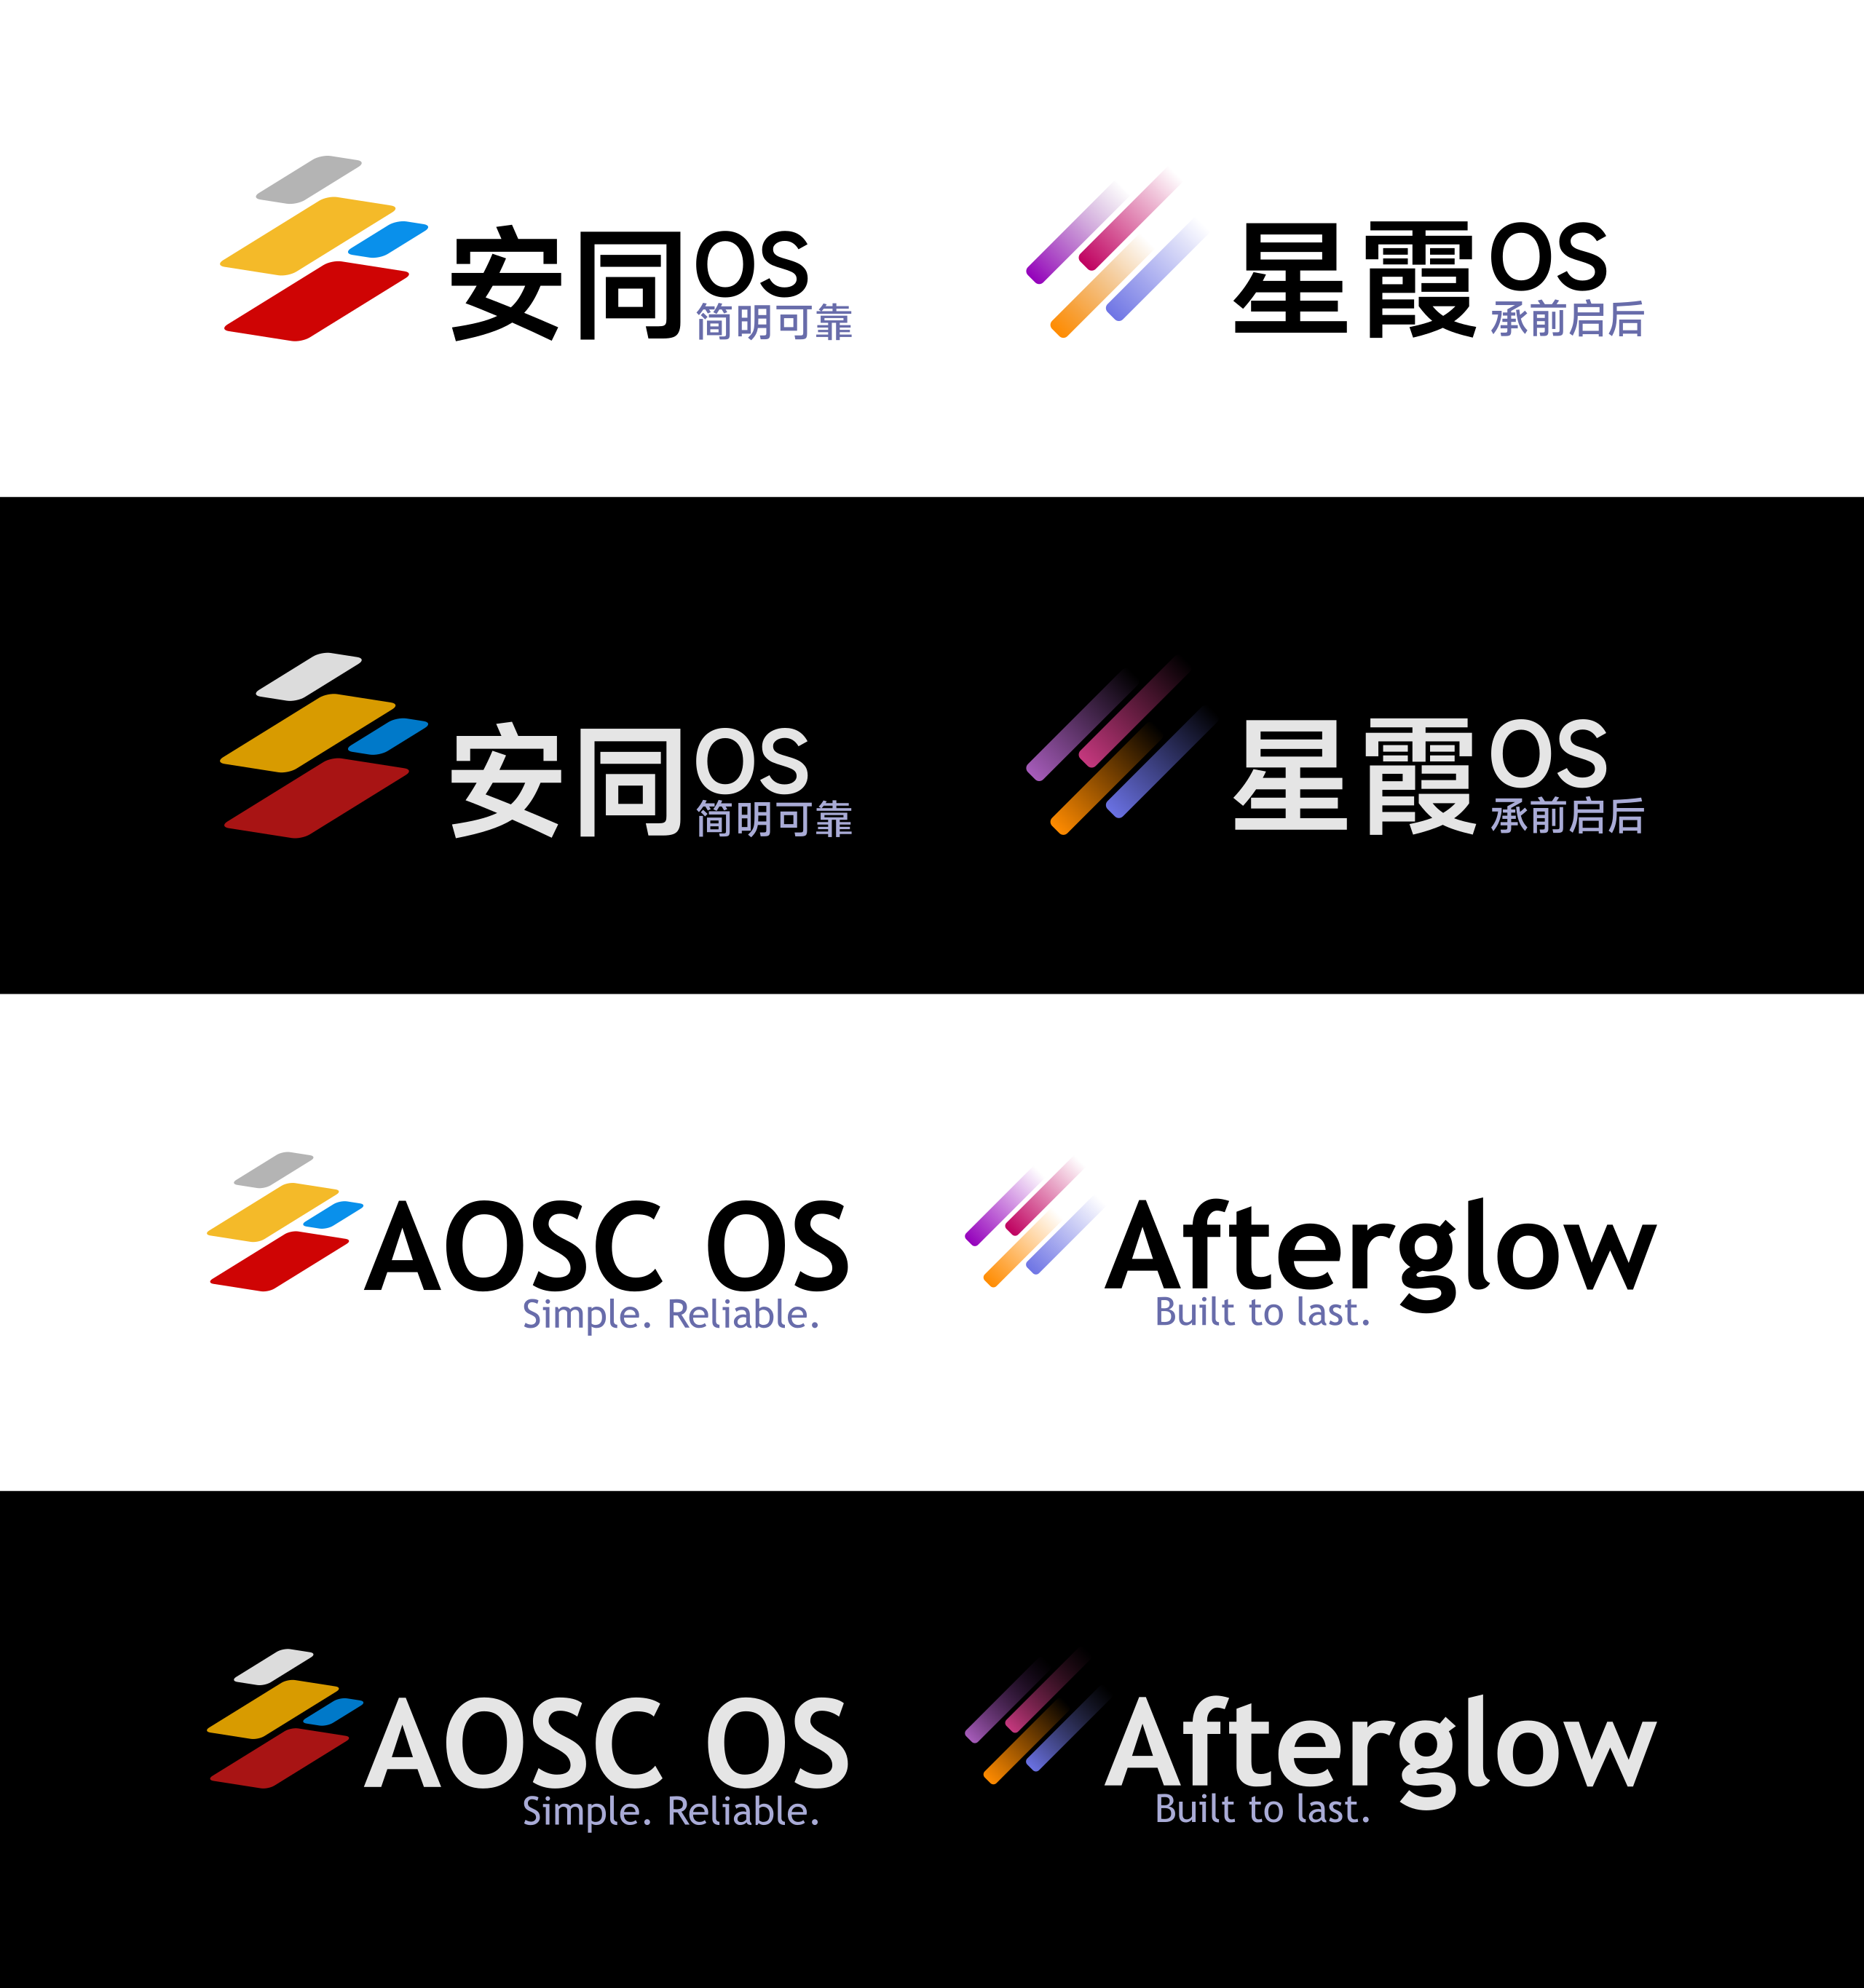 安同OS
简明可靠
星霞OS
承前启后
安同OS
简明可靠
星霞OS
承前启后
AOSC OS
Simple. Reliable.
Afterglow
Built to last.
AOSC OS
Simple. Reliable.
Afterglow
Built to last.